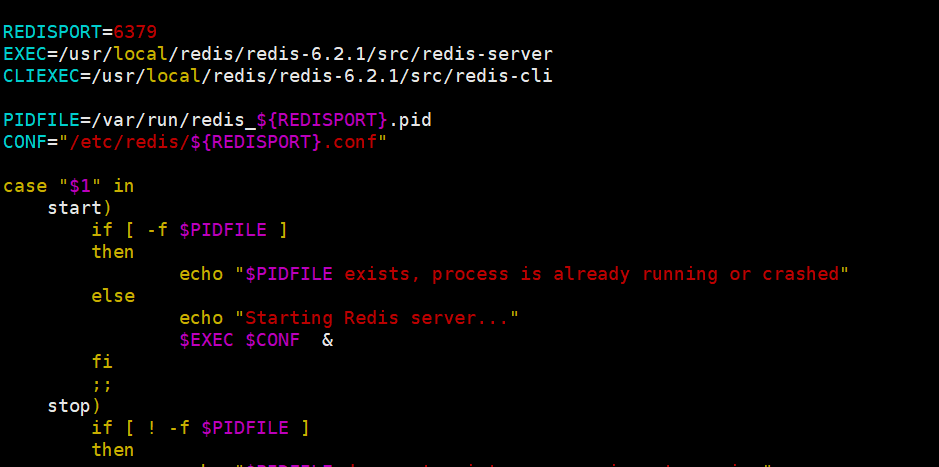 REDISPORT=6379
EXEC=/usr/local/redis/redis-6.2.1/src/redis-server
CLIEXEC=/usr/local/redis/redis-6.2.1/src/redis-cli
PIDFILE=/var/run/redis_${REDISPORT}.pid
CONF="/etc/redis/${REDISPORT}.conf"
case "$1" in
start)
if [ -f $PIDFILE ]
then
echo "$PIDFILE exists, process is already running or crashed"
else
echo "Starting Redis server..."
$EXEC $CONF  &
fi
;;
stop)
if [ ! -f $PIDFILE ]
then